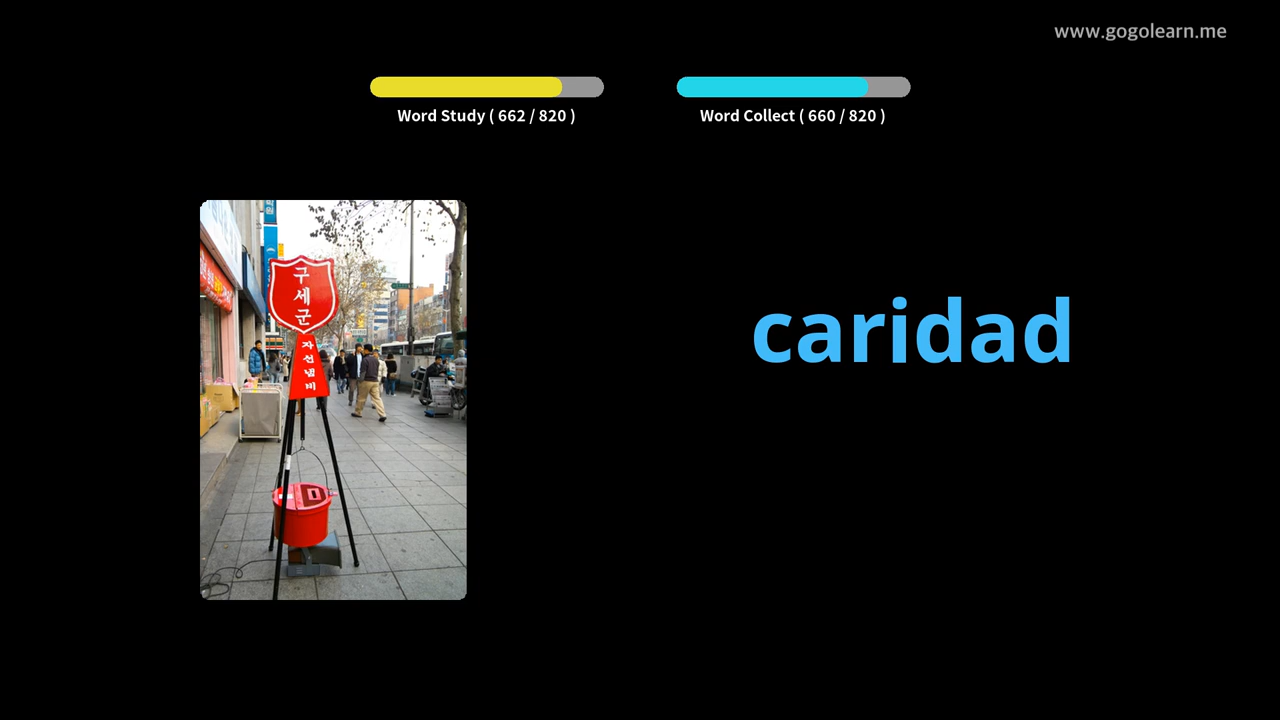 www.gogolearn.me
Word Study ( 662 / 820 )
Word Collect ( 660 / 820 )
구
세
군
자
선
냄
비
caridad